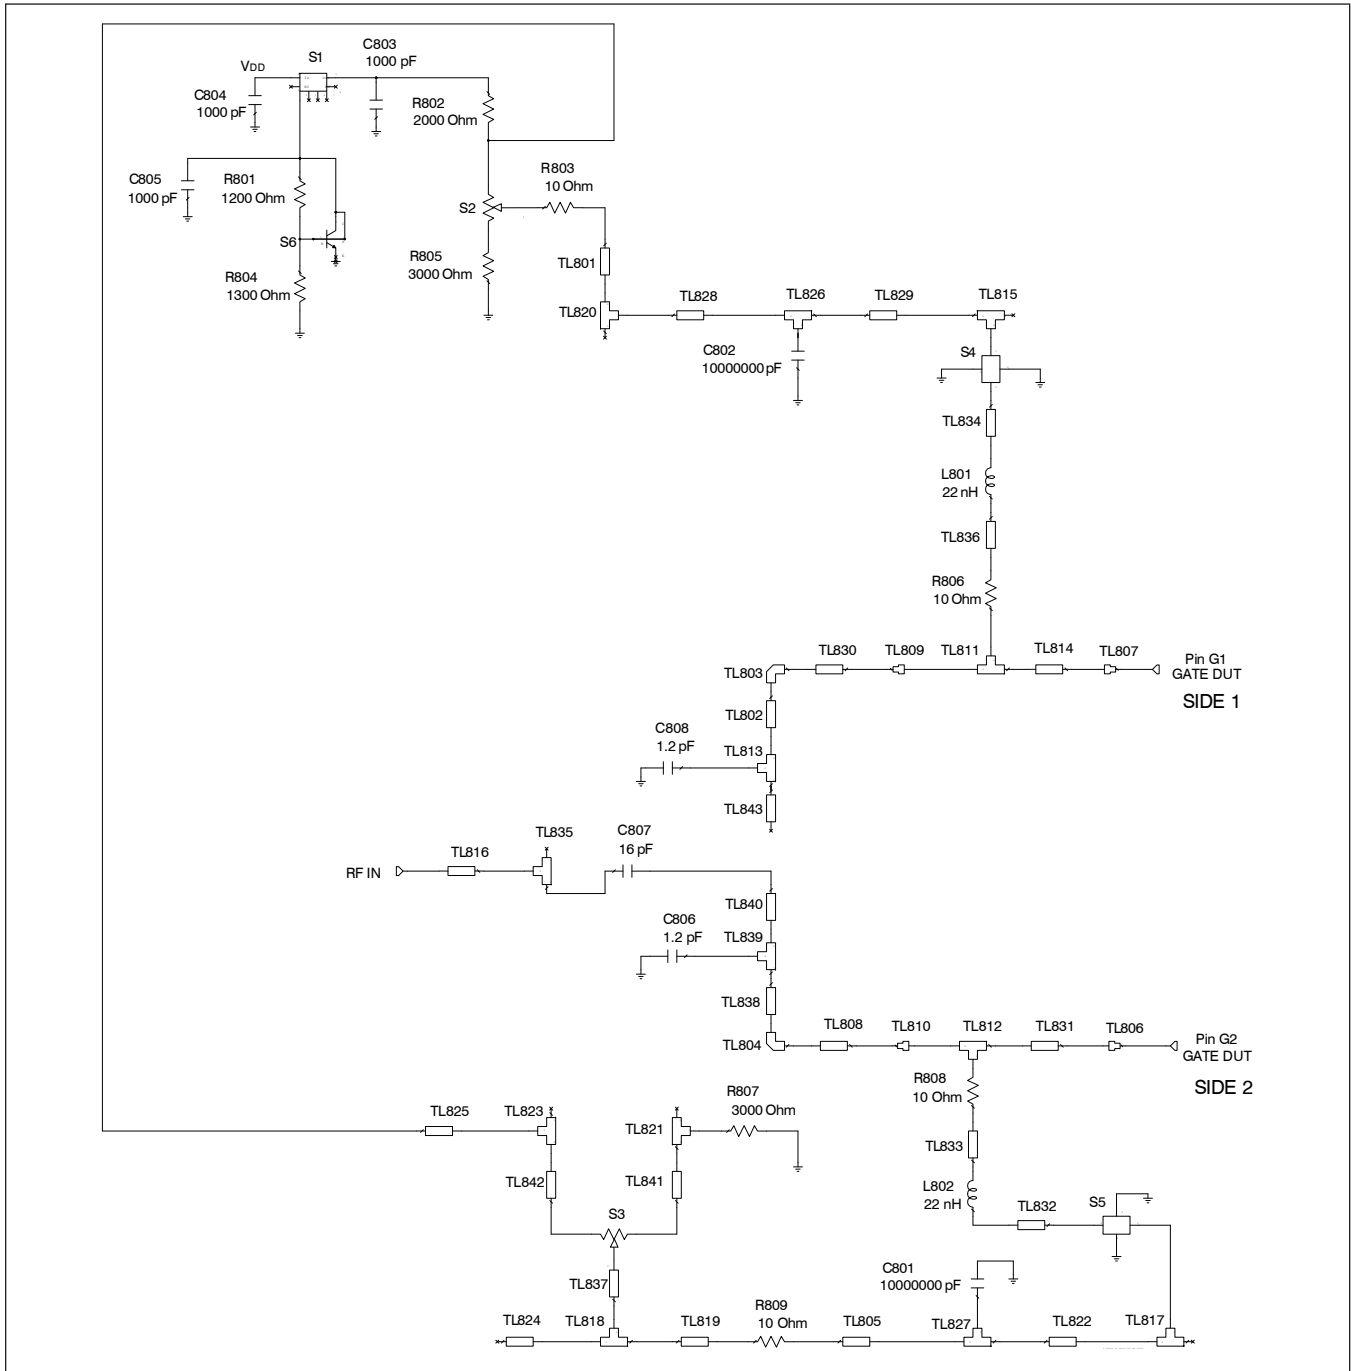 C803
1000 pF
S1
VDD
C804
1000 pF
R802
2000 Ohm
C805
1000 pF
R801
1200 Ohm
R803
10 Ohm
S2
S6
R804
1300 Ohm
R805
3000 Ohm
TL801
TL820
TL828
TL826
TL829
TL815
C802
10000000 pF
S4
TL834
L801
22 nH
TL836
R806
10 Ohm
TL803
TL830
TL809
TL811
TL814
TL807
Pin G1
GATE DUT
SIDE 1
TL802
C808
1.2 pF
TL813
TL843
TL835
C807
16 pF
TL816
RF IN
TL840
C806
1.2 pF
TL839
TL838
TL804
TL808
TL810
TL812
TL831
TL806
Pin G2
GATE DUT
SIDE 2
R808
10 Ohm
R807
3000 Ohm
TL825
TL823
TL821
TL833
TL842
TL841
L802
22 nH
S3
TL832
S5
C801
10000000 pF
TL837
TL824
TL818
TL819
R809
10 Ohm
TL805
TL827
TL822
TL817